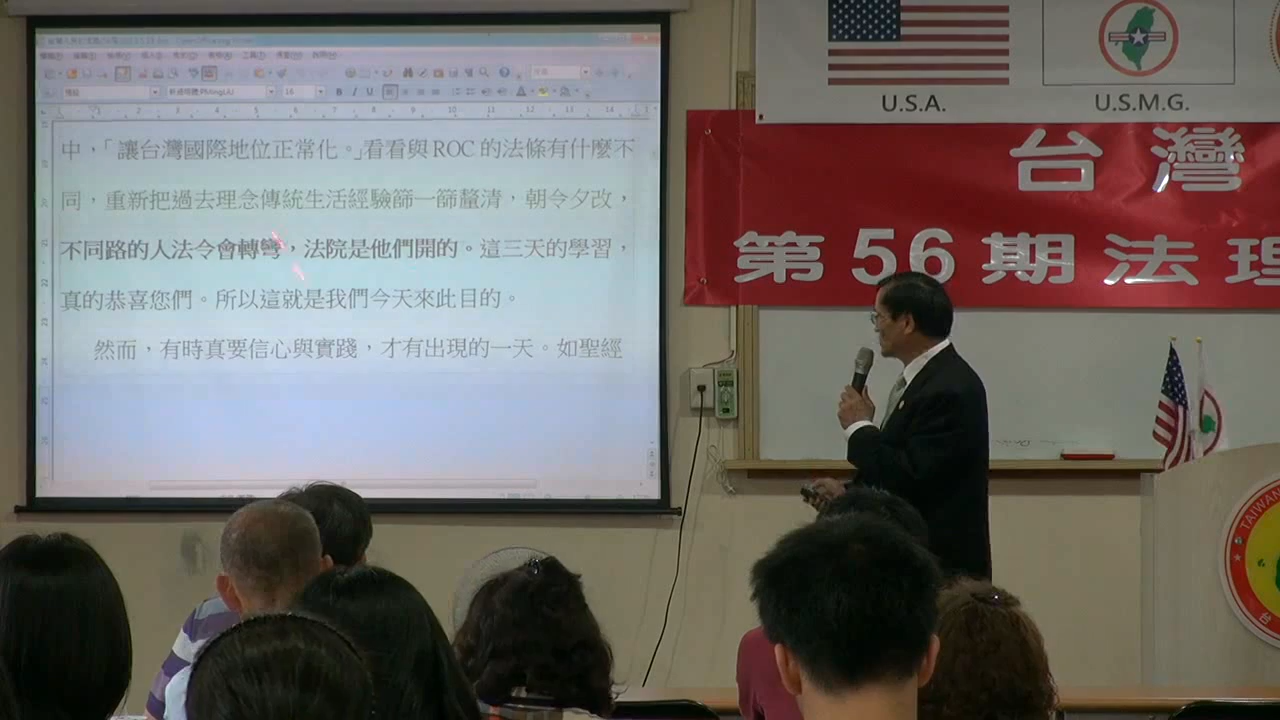 中,「讓台灣國際地位正常化。」看看與 ROC 的法條有什麼不
同，重新把過去理念傳統生活經驗篩一篩釐清，朝令夕改，
不同路的人法令會轉彎，法院是他們開的。這三天的學習，
真的恭喜您們。所以這就是我們今天來此目的。
然而，有時真要信心與實踐，才有出現的一天。如聖經
U.S.A.
U.S.M.G.
台灣
第56期法理
TAIWAN
台